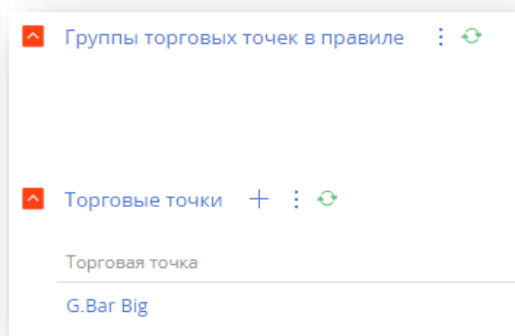 Группы торговых точек в правиле
Торговые точки
Торговая точка
G.Bar Big